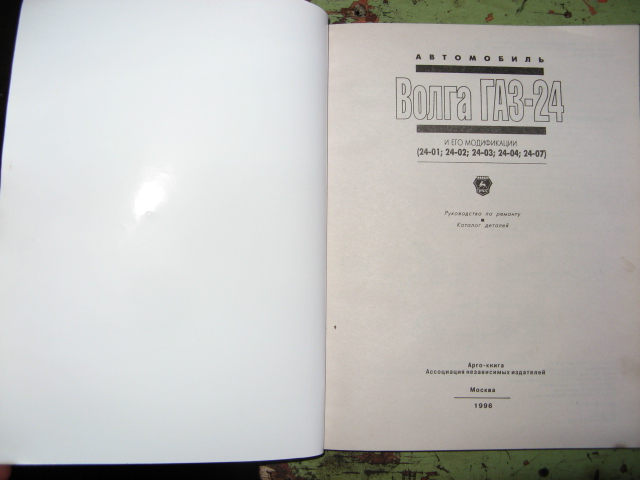 АВТОМОБИЛЬ
Волга ГАЗ-24
И ЕГО МОДИФИКАЦИИ
(24-01; 24-02; 24-03; 24-04; 24-07)
Руководство по ремонту
Каталог деталей
Арго-книга
Ассоциация независимых издателей
Москва
1996